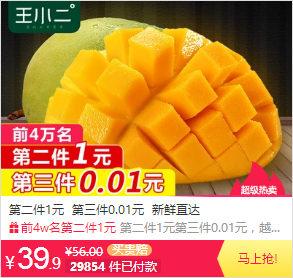 王小二
前4万名
第二件1元
第三件0.01元
超级热卖
第二件1元 第三件0.01元 新鲜直达
前4w名第二件1元 第二件1元第三件0.01元，越...
¥39.9
¥56.00 买卖赔
29854 件已付款
马上抢!